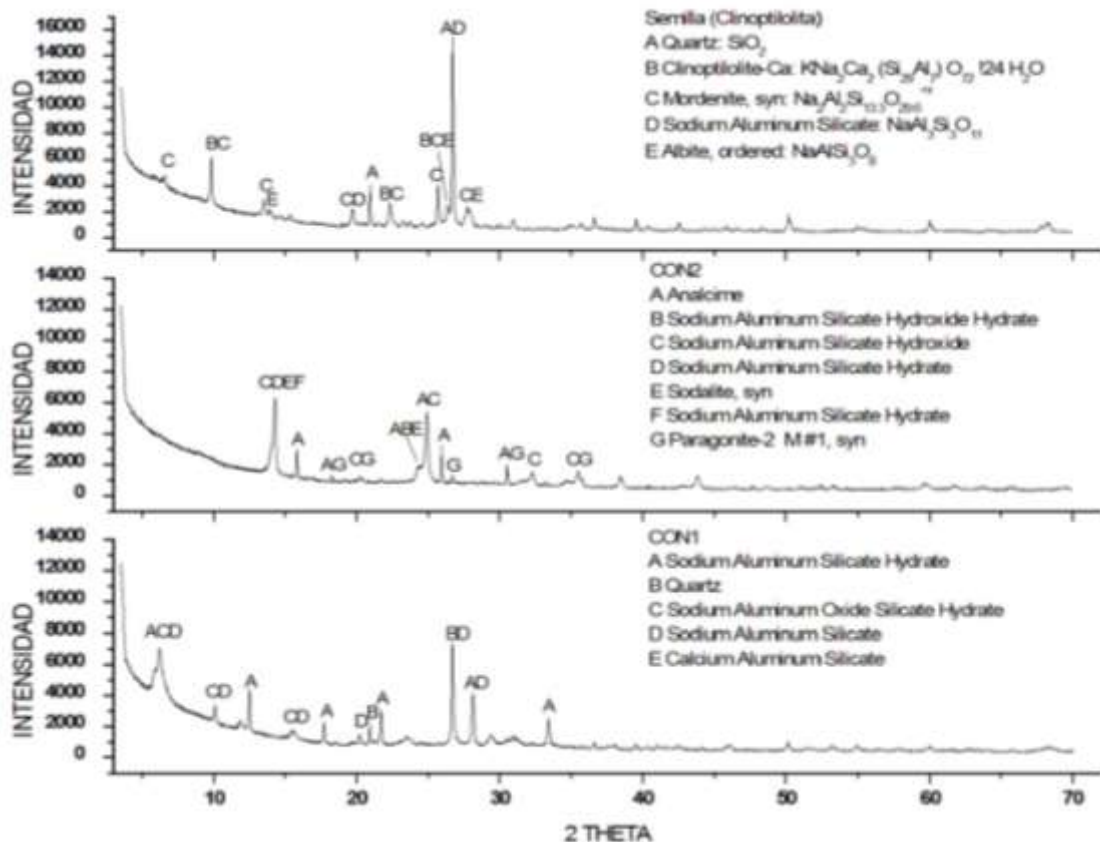 16000
14000
12000
10000
8000
6000
4000
2000
0
INTENSIDAD
C
BC
C
E
CD
A
BC
BCE
C
AD
CE
Semilla (Clinoptilolita)
A Quartz: SiO2
B Clinoptilolite-Ca: KNa2Ca2 (Si29Al7) O72 !24 H2O
C Mordenite, syn: Na2Al2Si13.3O29.6
D Sodium Aluminum Silicate: NaAl3Si3O11
E Albite, ordered: NaAlSi3O8
14000
12000
10000
8000
6000
4000
2000
0
INTENSIDAD
CDEF
A
AG
CG
ABE
AC
A
G
AG
C
CG
CON2
A Analcime
B Sodium Aluminum Silicate Hydroxide Hydrate
C Sodium Aluminum Silicate Hydroxide
D Sodium Aluminum Silicate Hydrate
E Sodalite, syn
F Sodium Aluminum Silicate Hydrate
G Paragonite-2 M#1, syn
14000
12000
10000
8000
6000
4000
2000
0
INTENSIDAD
ACD
CD
A
CD
A
D
B
A
BD
AD
A
CON1
A Sodium Aluminum Silicate Hydrate
B Quartz
C Sodium Aluminum Oxide Silicate Hydrate
D Sodium Aluminum Silicate
E Calcium Aluminum Silicate
10 20 30 40 50 60 70
2 THETA